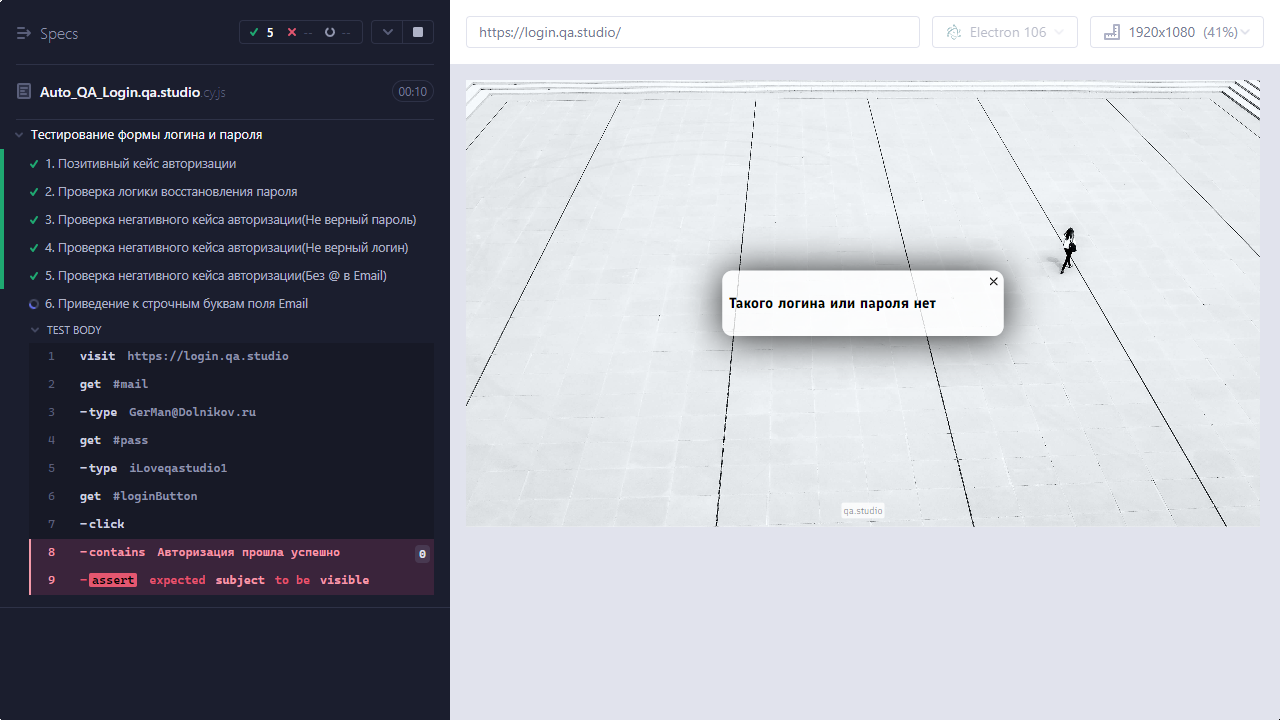 Specs
5 -- --
Auto_QA_Login.qa.studio.cy.js 00:10
Тестирование формы логина и пароля
1. Позитивный кейс авторизации
2. Проверка логики восстановления пароля
3. Проверка негативного кейса авторизации(Не верный пароль)
4. Проверка негативного кейса авторизации(Не верный логин)
5. Проверка негативного кейса авторизации(Без @ в Email)
6. Приведение к строчным буквам поля Email
TEST BODY
1 visit https://login.qa.studio
2 get #mail
3 -type GerMan@Dolnikov.ru
4 get #pass
5 -type iLoveqastudio1
6 get #loginButton
7 -click
8 -contains Авторизация прошла успешно 0
9 -assert expected subject to be visible
https://login.qa.studio/
Electron 106
1920x1080 (41%)
Такого логина или пароля нет
qa.studio